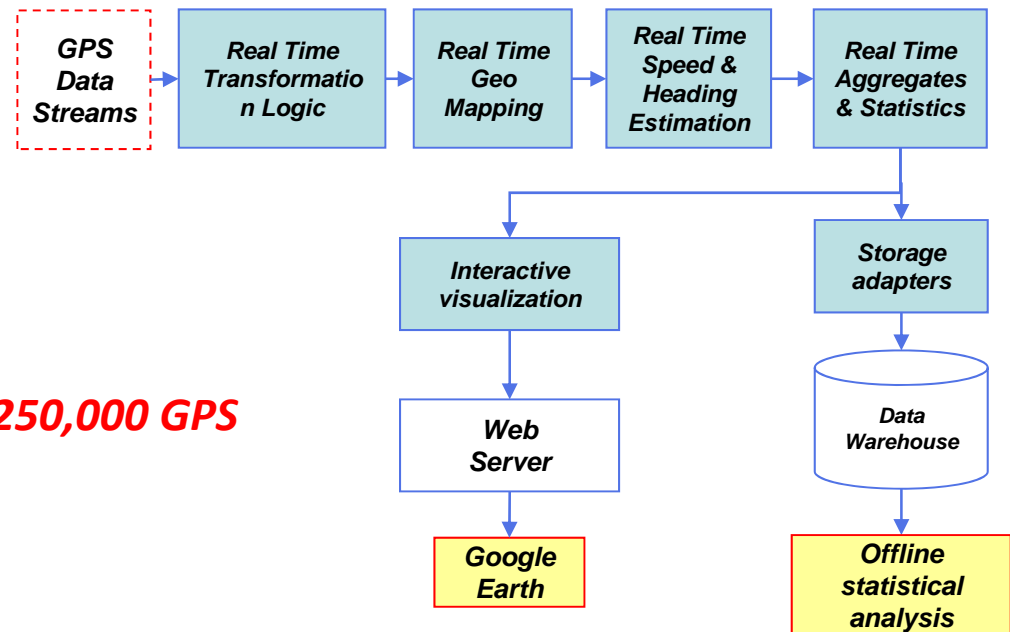 GPS
Data
Streams
Real Time
Transformatio
n Logic
Real Time
Geo
Mapping
Real Time
Speed &
Heading
Estimation
Real Time
Aggregates
& Statistics
Interactive
visualization
Storage
adapters
250,000 GPS
Web
Server
Data
Warehouse
Google
Earth
Offline
statistical
analysis